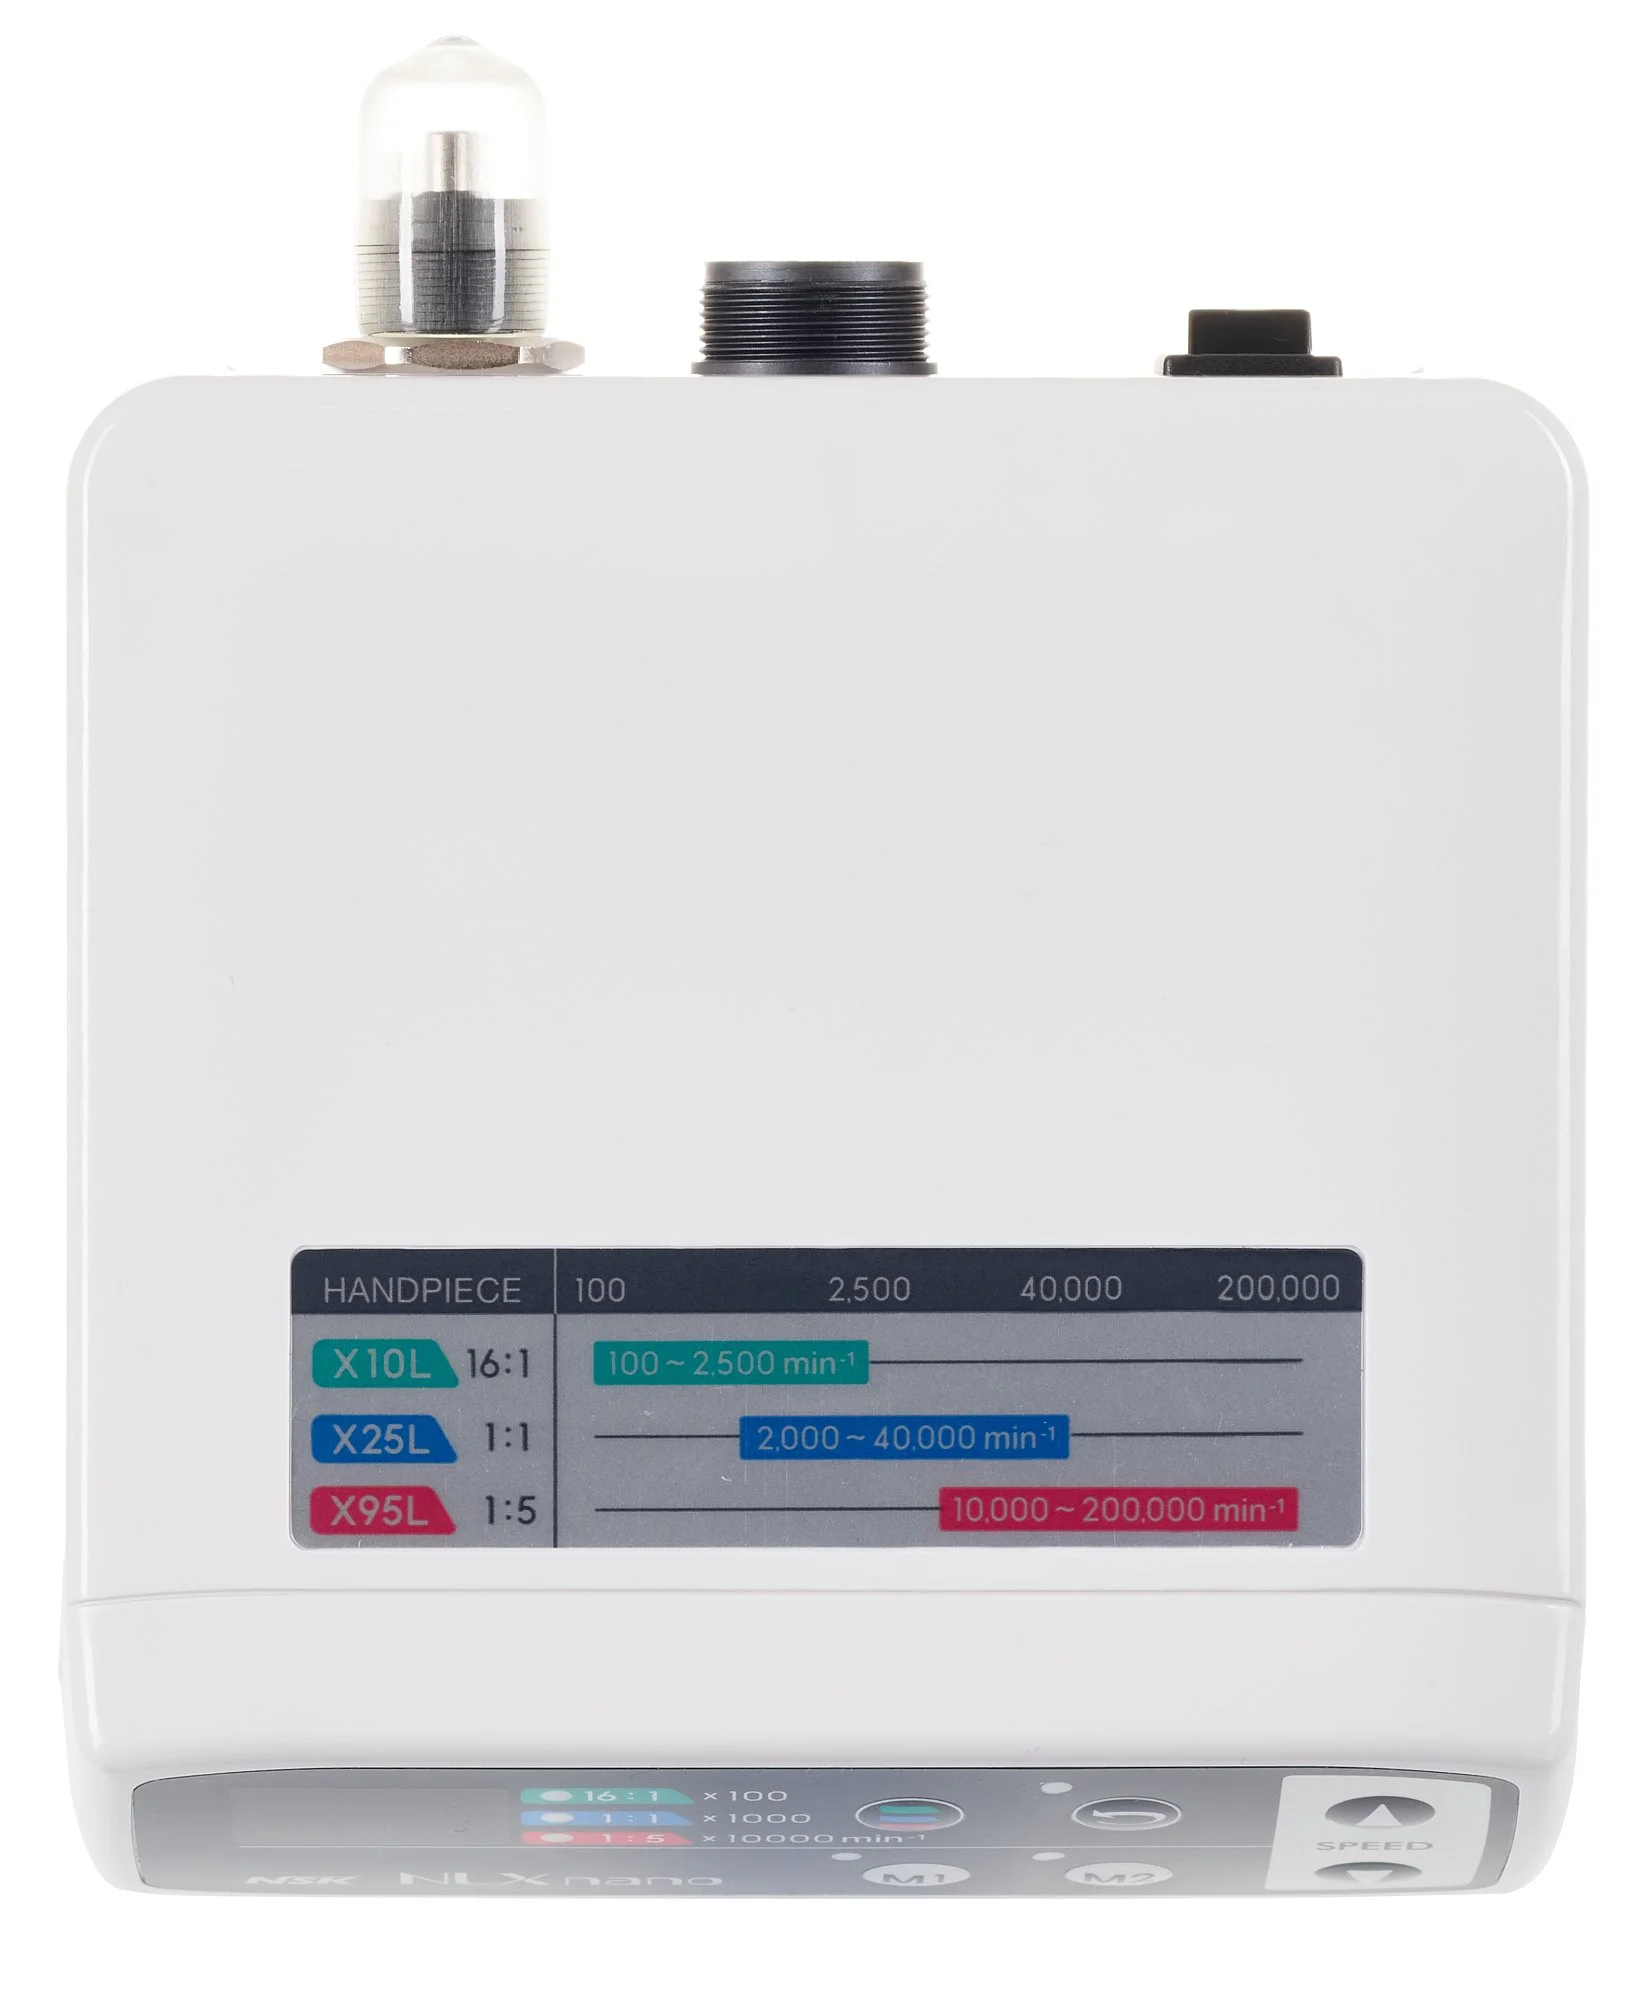 HANDPIECE 100 2,500 40,000 200,000
X10L 16:1 100~2,500 min⁻¹
X25L 1:1 2,000~40,000 min⁻¹
X95L 1:5 10,000~200,000 min⁻¹
16:1 ×100
1:1 ×1000
1:5 ×10000 min⁻¹
SPEED
NSK NLX nano M1 M2